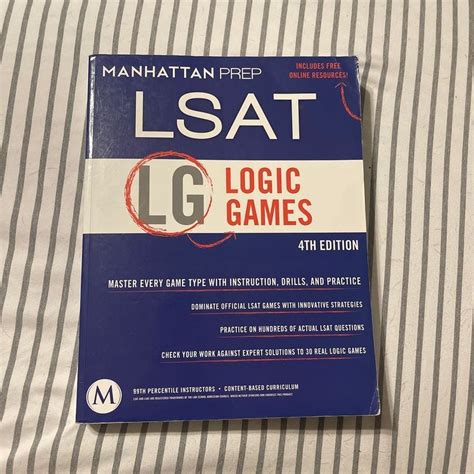 MANHATTAN PREP
INCLUDES FREE
ONLINE RESOURCES!
LSAT
LG LOGIC
GAMES
4TH EDITION
MASTER EVERY GAME TYPE WITH INSTRUCTION, DRILLS, AND PRACTICE
DOMINATE OFFICIAL LSAT GAMES WITH INNOVATIVE STRATEGIES
PRACTICE ON HUNDREDS OF ACTUAL LSAT QUESTIONS
CHECK YOUR WORK AGAINST EXPERT SOLUTIONS TO 30 REAL LOGIC GAMES
M
99TH PERCENTILE INSTRUCTORS • CONTENT-BASED CURRICULUM